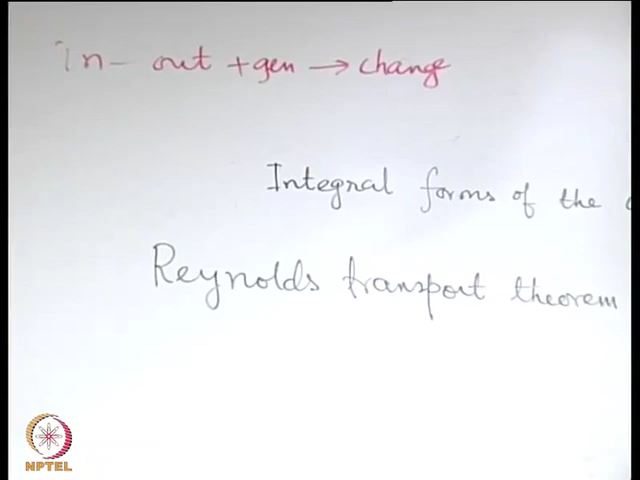 In - out + gen → change
Integral forms of the
Reynolds transport theorem
NPTEL